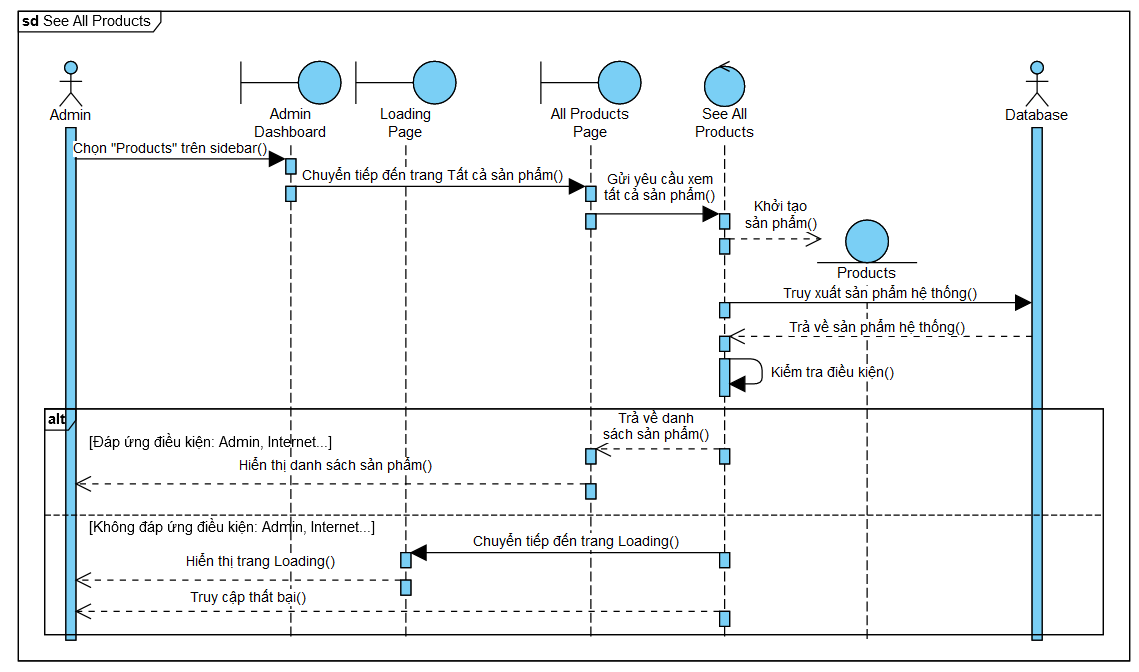 sd See All Products
Admin
Admin
Dashboard
Loading
Page
All Products
Page
See All
Products
Database
Chọn "Products" trên sidebar()
Chuyển tiếp đến trang Tất cả sản phẩm()
Gửi yêu cầu xem
tất cả sản phẩm()
Khởi tạo
sản phẩm()
Products
Truy xuất sản phẩm hệ thống()
Trả về sản phẩm hệ thống()
Kiểm tra điều kiện()
alt
Trả về danh
sách sản phẩm()
[Đáp ứng điều kiện: Admin, Internet...]
Hiển thị danh sách sản phẩm()
[Không đáp ứng điều kiện: Admin, Internet...]
Chuyển tiếp đến trang Loading()
Hiển thị trang Loading()
Truy cập thất bại()